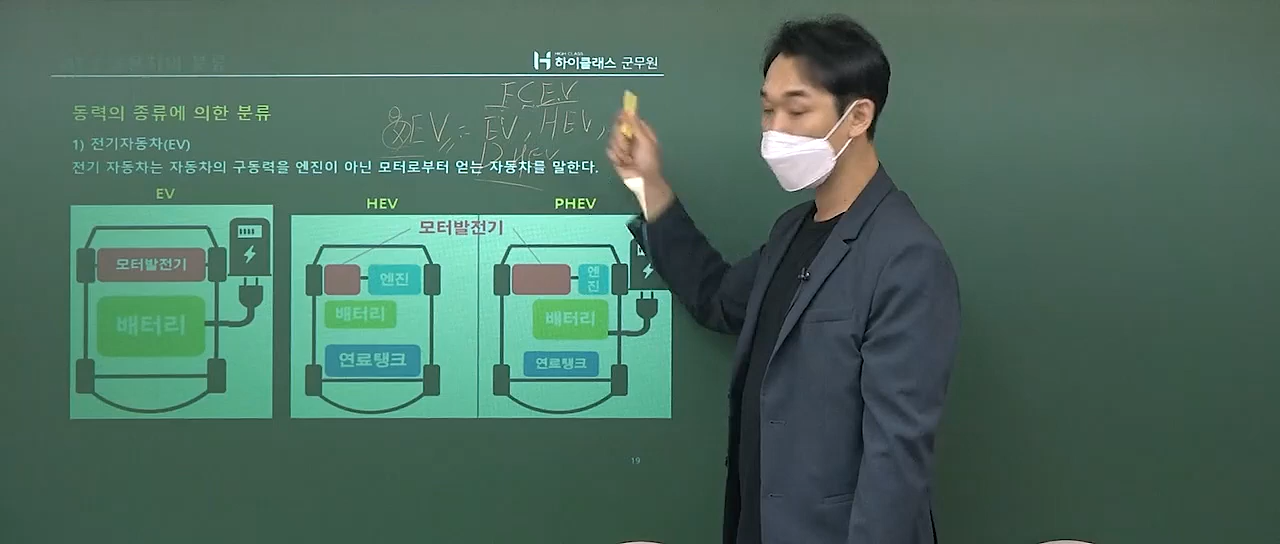 HIGH CLASS
하이클래스 군무원
동력의 종류에 의한 분류
FCEV
EV, HEV,
1) 전기자동차(EV)
전기 자동차는 자동차의 구동력을 엔진이 아닌 모터로부터 얻는 자동차를 말한다.
EV
HEV
PHEV
모터발전기
모터발전기
엔진
엔진
배터리
배터리
배터리
연료탱크
연료탱크
19